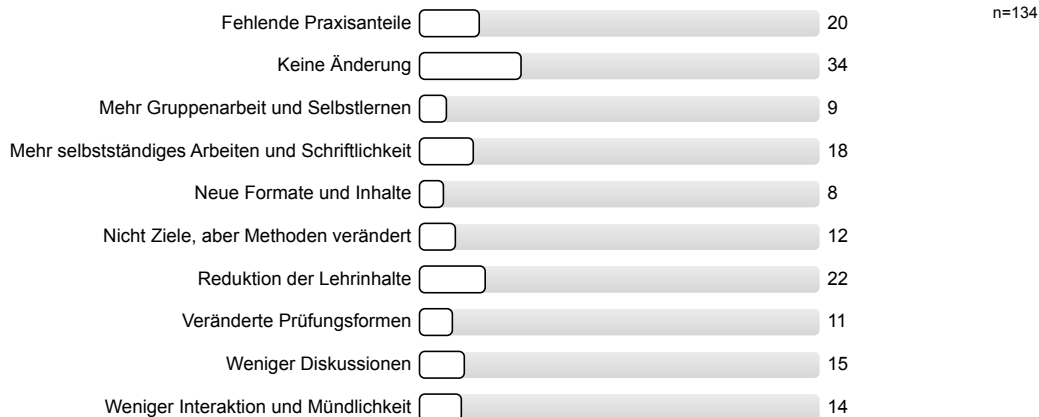 Fehlende Praxisanteile 20 n=134
Keine Änderung 34
Mehr Gruppenarbeit und Selbstlernen 9
Mehr selbstständiges Arbeiten und Schriftlichkeit 18
Neue Formate und Inhalte 8
Nicht Ziele, aber Methoden verändert 12
Reduktion der Lehrinhalte 22
Veränderte Prüfungsformen 11
Weniger Diskussionen 15
Weniger Interaktion und Mündlichkeit 14